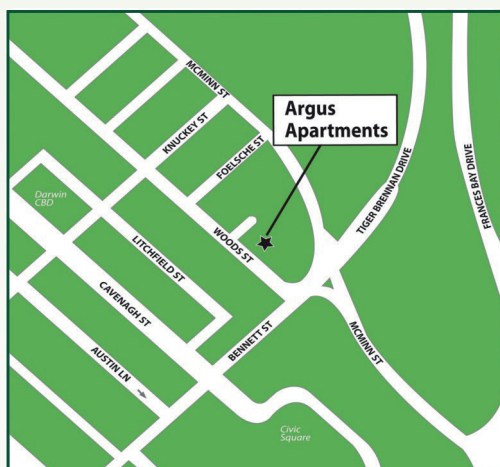 MCMINN ST
KNUCKEY ST
FOELSCHE ST
Argus
Apartments
TIGER BRENNAN DRIVE
FRANCES BAY DRIVE
Darwin
CBD
WOODS ST
LITCHFIELD ST
CAVENAGH ST
BENNETT ST
MCMINN ST
AUSTIN LN
Civic
Square